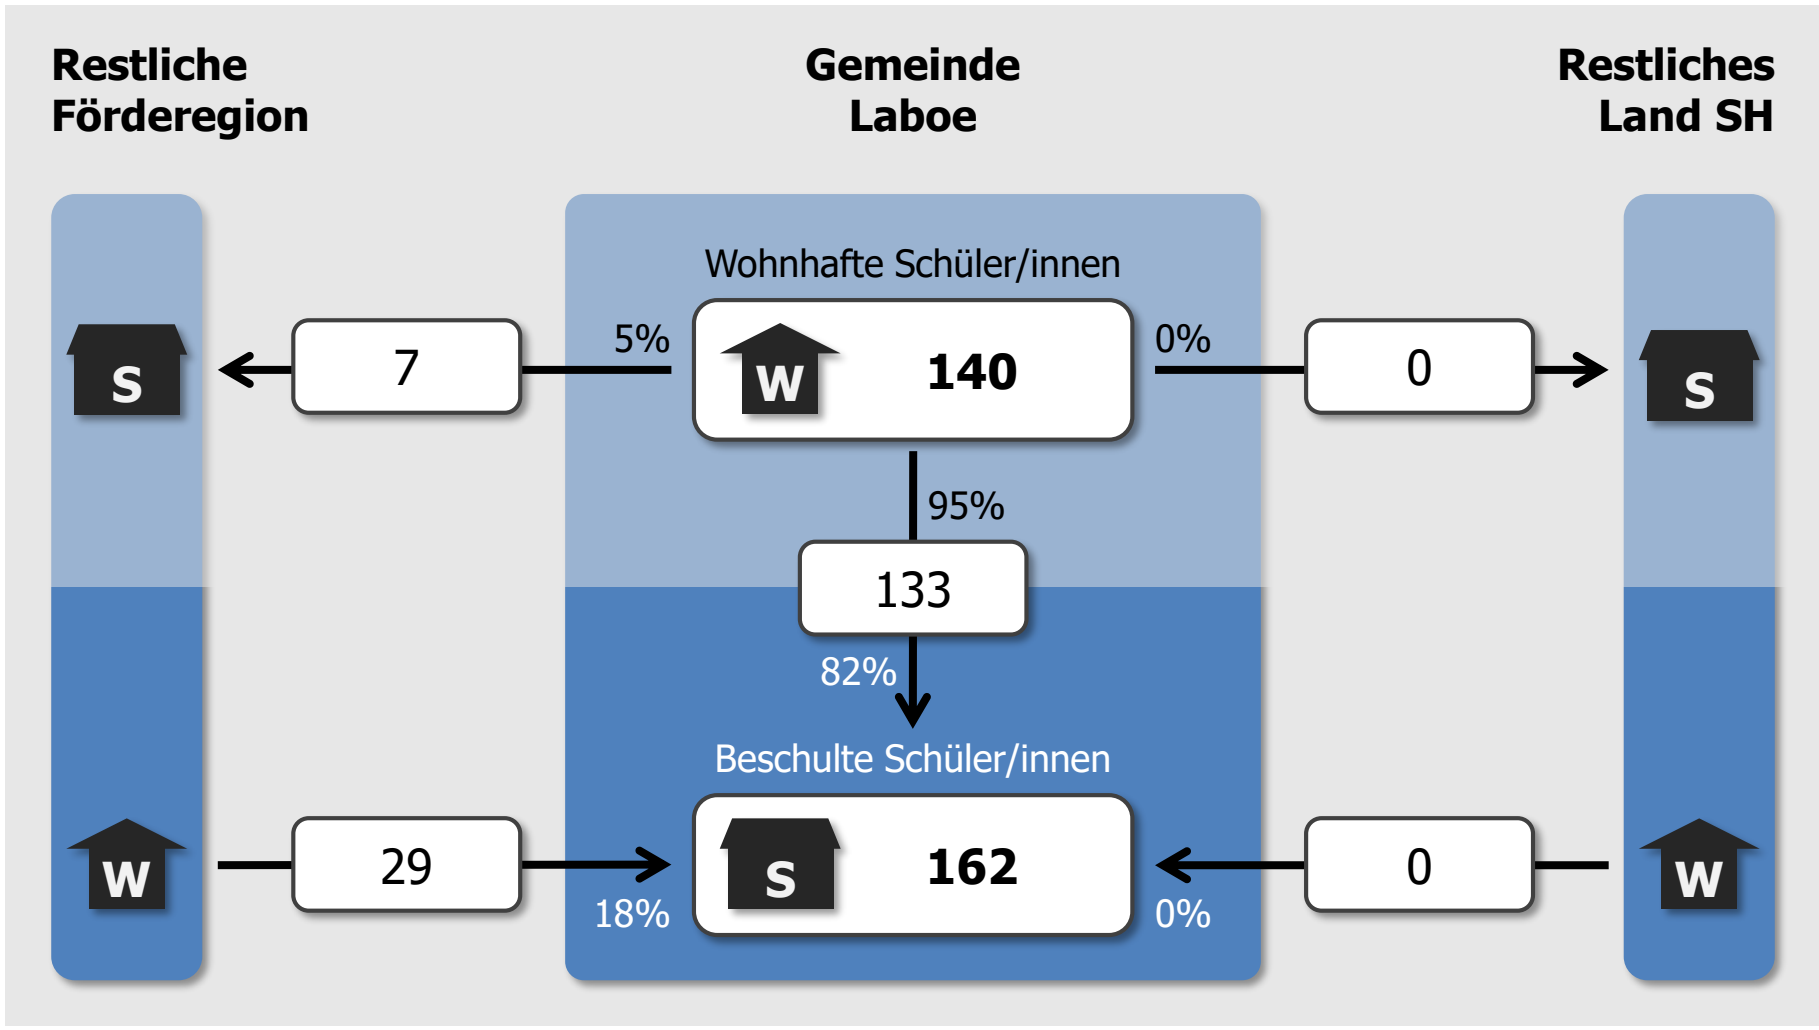 Restliche
Förderegion
Gemeinde
Laboe
Restliches
Land SH
Wohnhafte Schüler/innen
S
7
5%
W
140
0%
0
S
95%
133
82%
Beschulte Schüler/innen
W
29
18%
S
162
0%
0
W